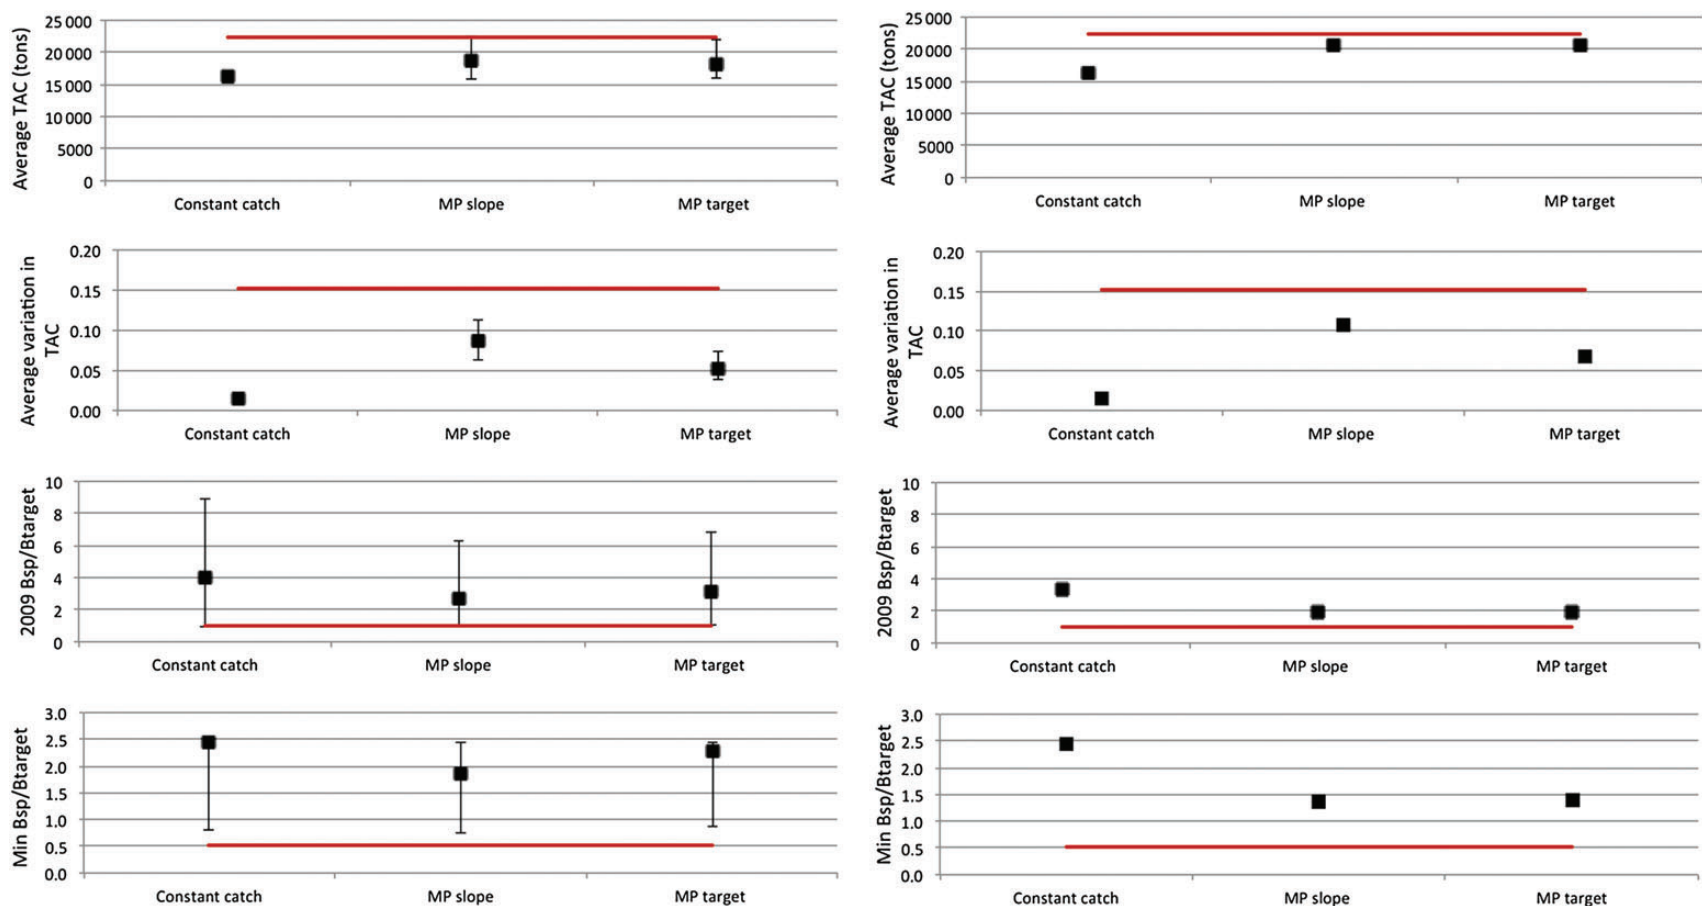 Average TAC (tons)
25 000
20 000
15 000
10 000
5000
0
Constant catch
MP slope
MP target
Average TAC (tons)
25 000
20 000
15 000
10 000
5000
0
Constant catch
MP slope
MP target
Average variation in
TAC
0.20
0.15
0.10
0.05
0.00
Constant catch
MP slope
MP target
Average variation in
TAC
0.20
0.15
0.10
0.05
0.00
Constant catch
MP slope
MP target
2009 Bsp/Btarget
10
8
6
4
2
0
Constant catch
MP slope
MP target
2009 Bsp/Btarget
10
8
6
4
2
0
Constant catch
MP slope
MP target
Min Bsp/Btarget
3.0
2.5
2.0
1.5
1.0
0.5
0.0
Constant catch
MP slope
MP target
Min Bsp/Btarget
3.0
2.5
2.0
1.5
1.0
0.5
0.0
Constant catch
MP slope
MP target